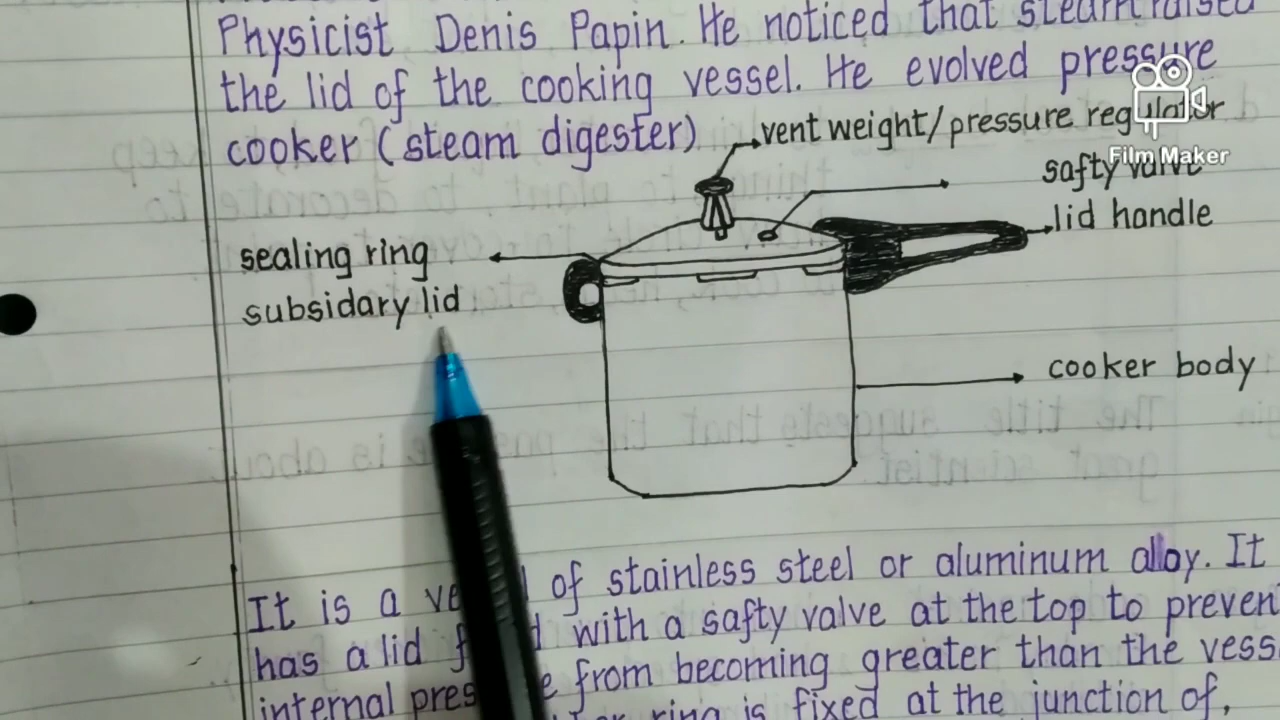 Physicist Denis Papin. He noticed that steam raised
the lid of the cooking vessel. He evolved pressure
cooker (steam digester)
vent weight/pressure regulator
Film Maker
safty valve
lid handle
sealing ring
subsidary lid
cooker body
It is a of stainless steel or aluminum alloy. It
has a lid with a safty valve at the top to preven
internal from becoming greater than the vess
ring is fixed at the junction of,